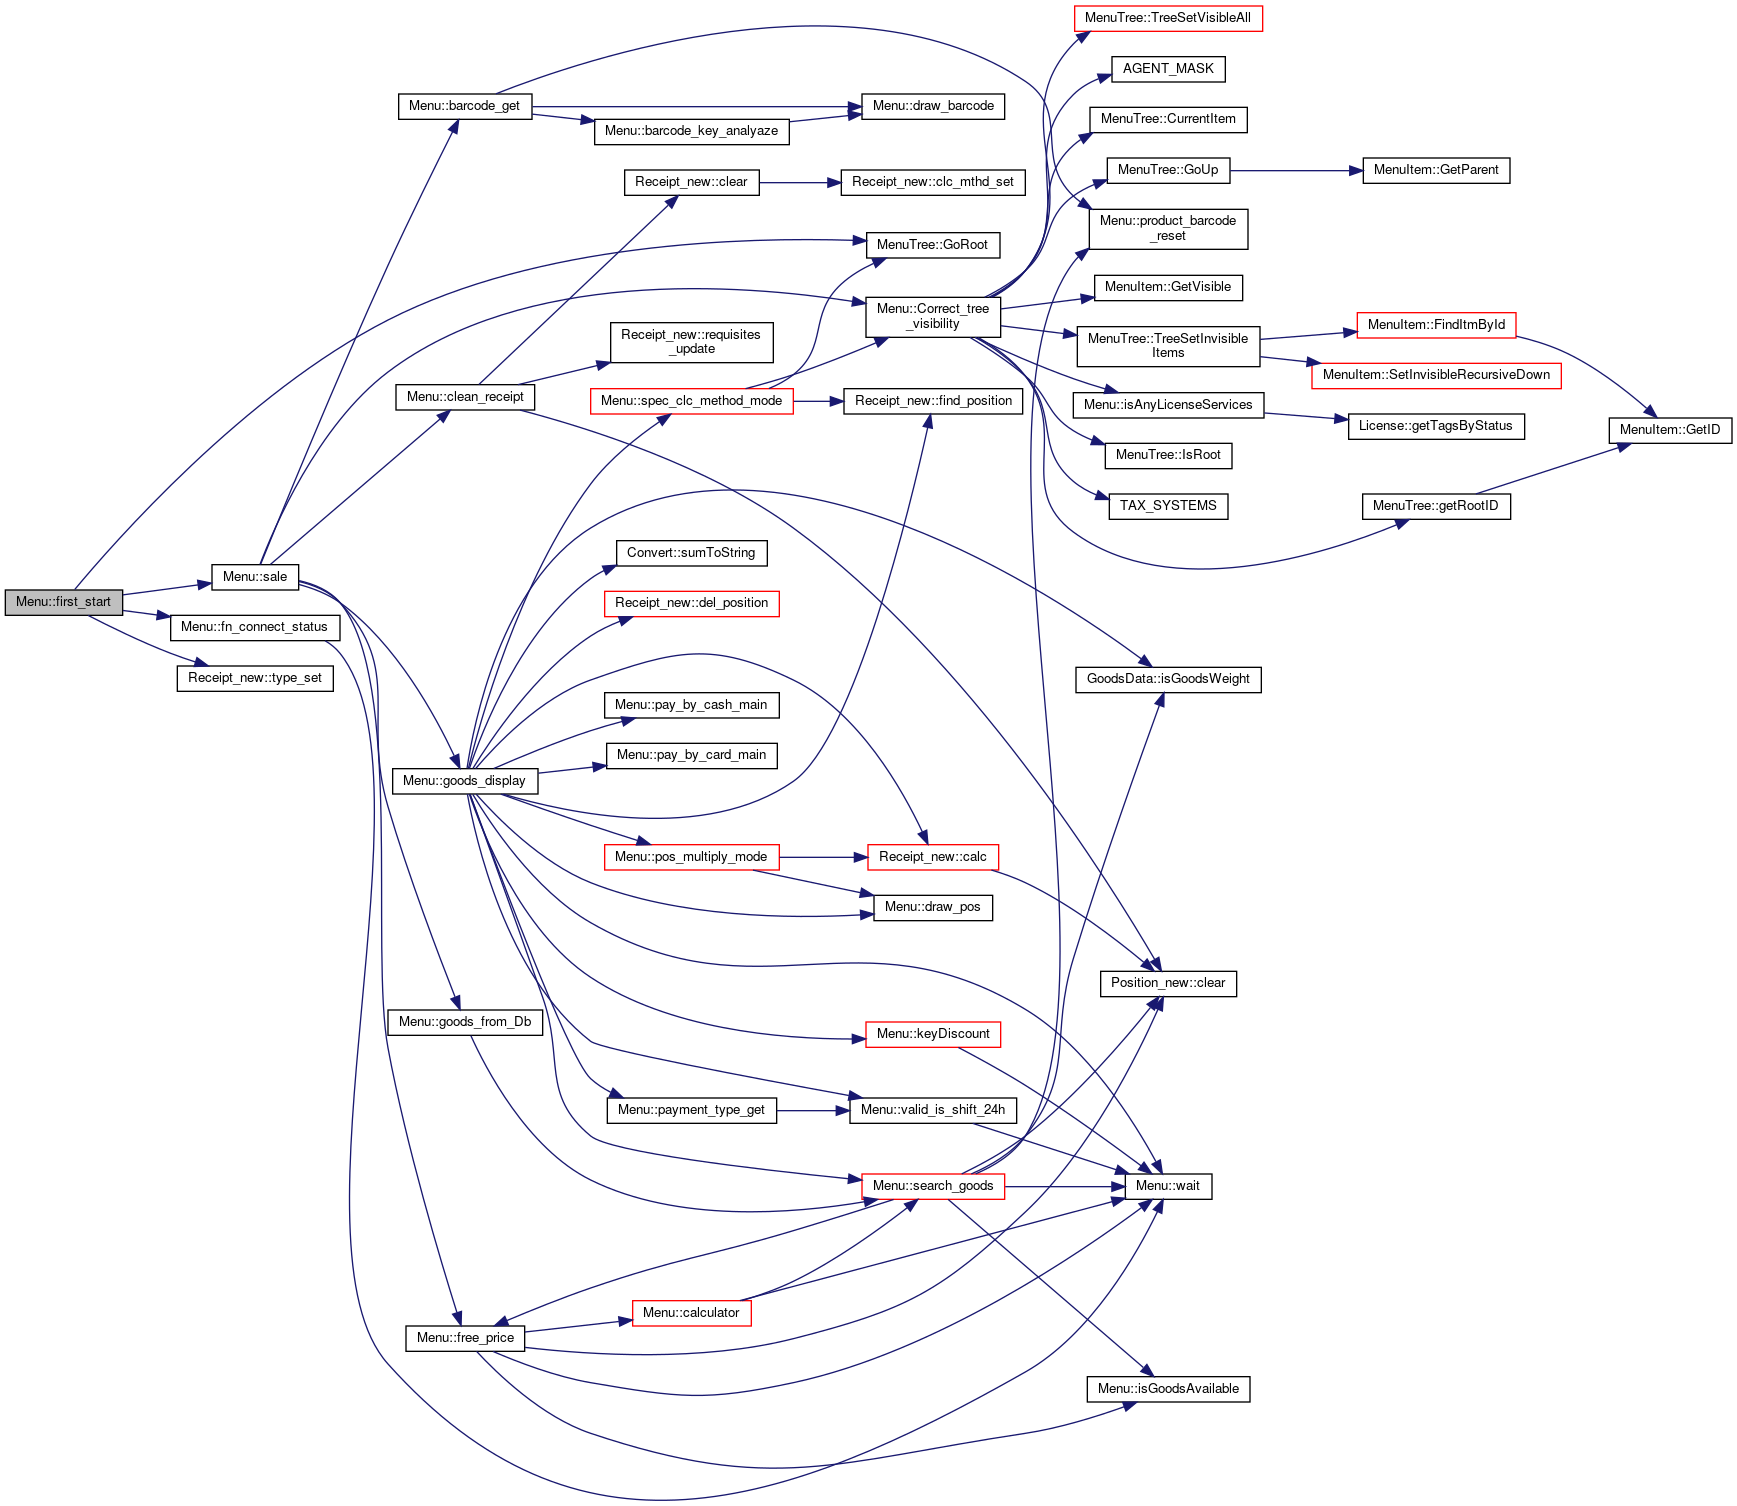 Menu::first_start
Menu::sale
Menu::fn_connect_status
Receipt_new::type_set
Menu::barcode_get
Menu::clean_receipt
Menu::goods_display
Menu::goods_from_Db
Menu::free_price
Menu::barcode_key_analyaze
Receipt_new::clear
Receipt_new::requisites
_update
Menu::spec_clc_method_mode
Convert::sumToString
Receipt_new::del_position
Menu::pay_by_cash_main
Menu::pay_by_card_main
Menu::pos_multiply_mode
Menu::payment_type_get
Menu::calculator
Menu::draw_barcode
Receipt_new::clc_mthd_set
MenuTree::GoRoot
Menu::Correct_tree
_visibility
Receipt_new::find_position
Receipt_new::calc
Menu::draw_pos
Menu::keyDiscount
Menu::valid_is_shift_24h
Menu::search_goods
MenuTree::TreeSetVisibleAll
AGENT_MASK
MenuTree::CurrentItem
MenuTree::GoUp
Menu::product_barcode
_reset
MenuItem::GetVisible
MenuTree::TreeSetInvisible
Items
Menu::isAnyLicenseServices
MenuTree::IsRoot
TAX_SYSTEMS
GoodsData::isGoodsWeight
Position_new::clear
Menu::wait
Menu::isGoodsAvailable
MenuItem::GetParent
MenuItem::FindItmById
MenuItem::SetInvisibleRecursiveDown
License::getTagsByStatus
MenuTree::getRootID
MenuItem::GetID